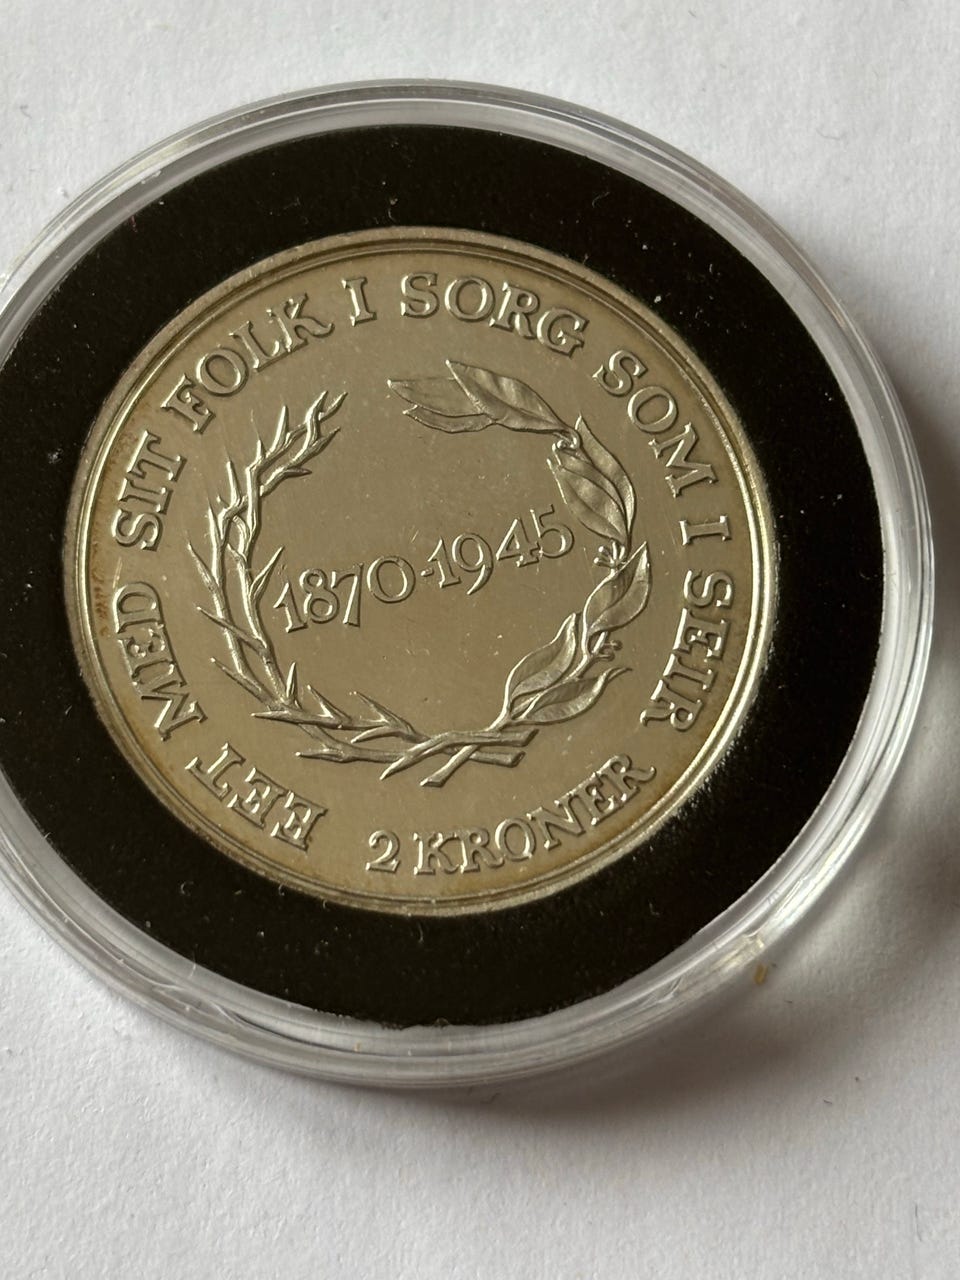 EET MED SIT FOLK I SORG SOM I SEIR
1870-1945
2 KRONER